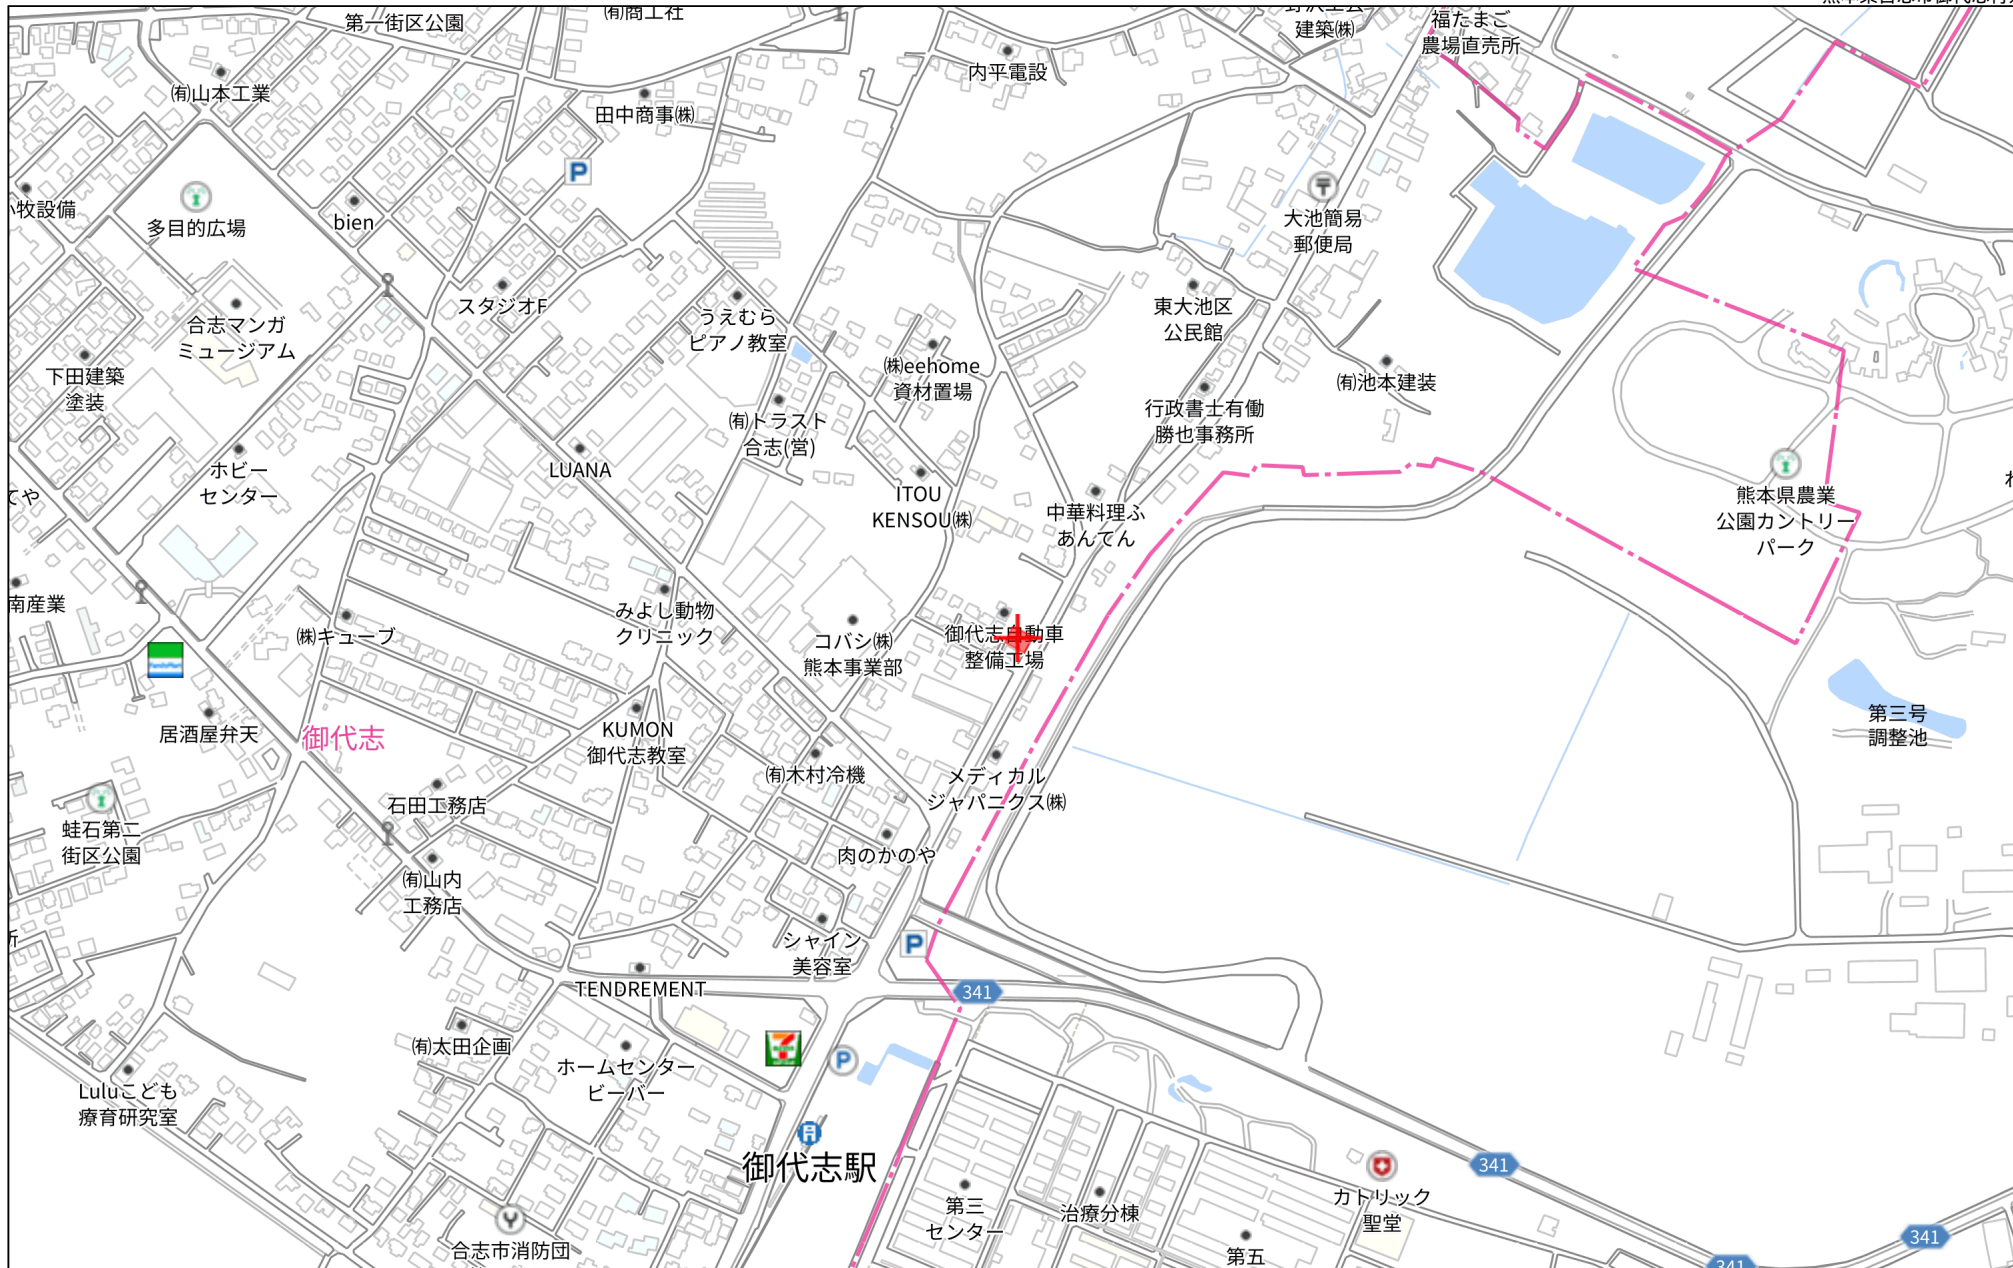 第一街区公園
㈲商工社
建築㈱
福たまご
農場直売所
内平電設
㈲山本工業
田中商事㈱
P
牧設備
多目的広場
bien
大池簡易
郵便局
スタジオF
うえむら
ピアノ教室
東大池区
公民館
合志マンガ
ミュージアム
下田建築
塗装
㈱eehome
資材置場
㈲池本建装
㈲トラスト
合志(営)
行政書士有働
勝也事務所
ホビー
センター
LUANA
てや
ITOU
KENSOU㈱
中華料理ふ
あんてん
熊本県農業
公園カントリー
パーク
南産業
㈱キューブ
みよし動物
クリニック
コバシ㈱
熊本事業部
御代志自動車
整備工場
FamilyMart
居酒屋弁天
御代志
KUMON
御代志教室
第三号
調整池
㈲木村冷機
メディカル
ジャパニクス㈱
石田工務店
蛙石第二
街区公園
肉のかのや
㈲山内
工務店
シャイン
美容室
P
TENDREMENT
341
㈲太田企画
ホームセンター
ビーバー
P
Luluこども
療育研究室
御代志駅
341
カトリック
聖堂
第三
センター
治療分棟
合志市消防団
第五
341
341